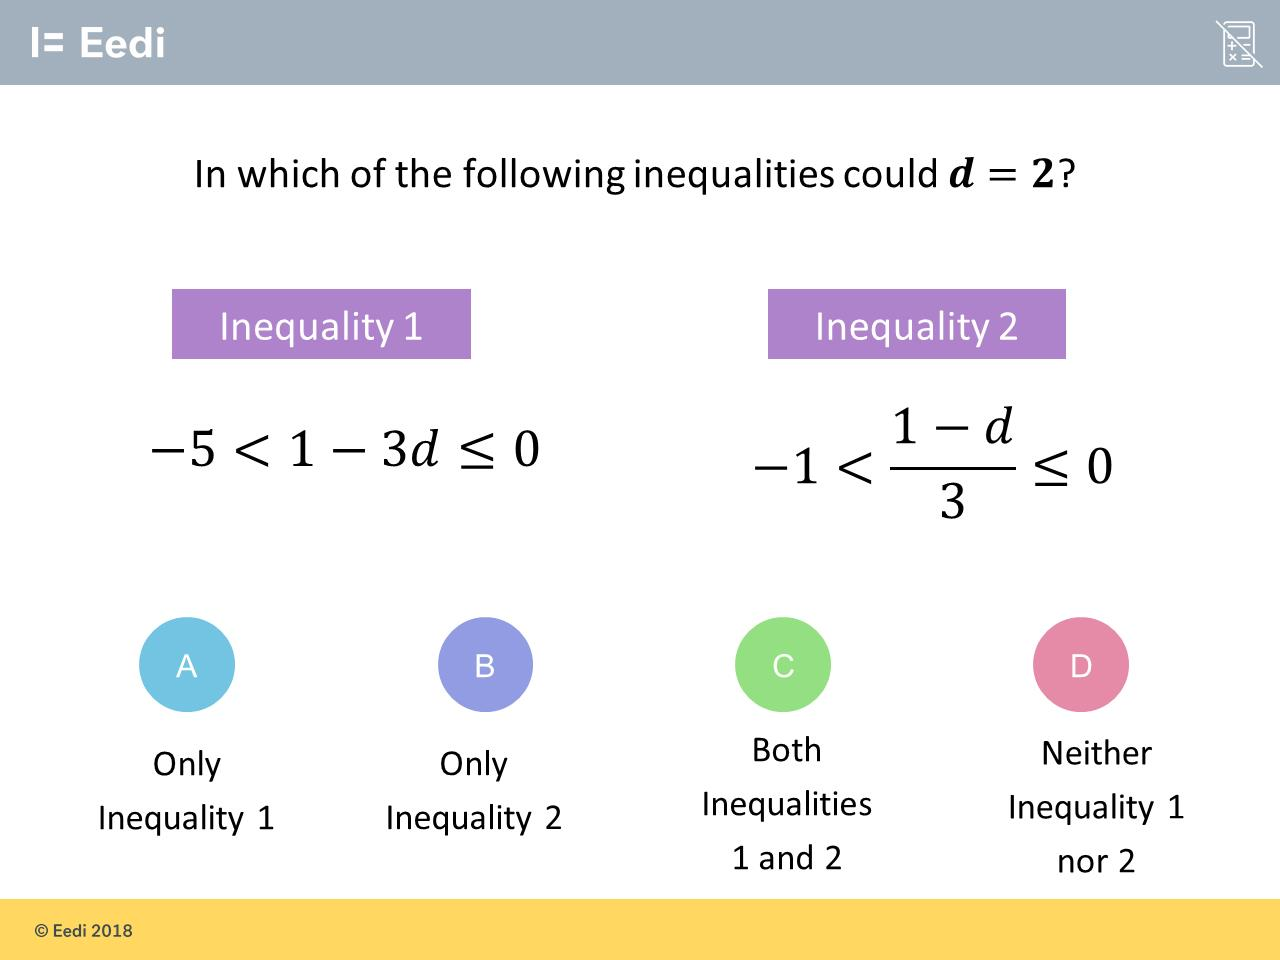 Eedi
In which of the following inequalities could d = 2?
Inequality 1
Inequality 2
−5 < 1 − 3d ≤ 0
−1 < (1 − d)/3 ≤ 0
A
B
C
D
Only
Inequality 1
Only
Inequality 2
Both
Inequalities
1 and 2
Neither
Inequality 1
nor 2
© Eedi 2018